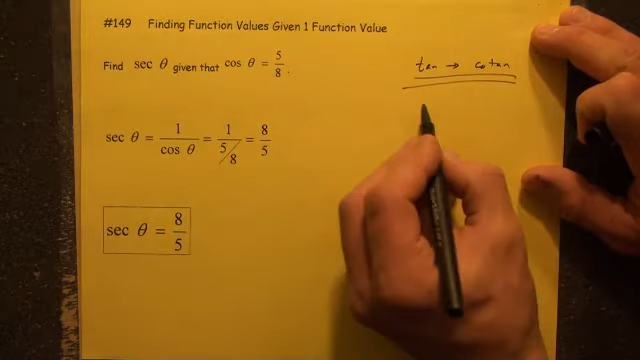 #149 Finding Function Values Given 1 Function Value
Find sec θ given that cos θ = 5/8.
tan → cotan
sec θ = 1/cos θ = 1/(5/8) = 8/5
sec θ = 8/5